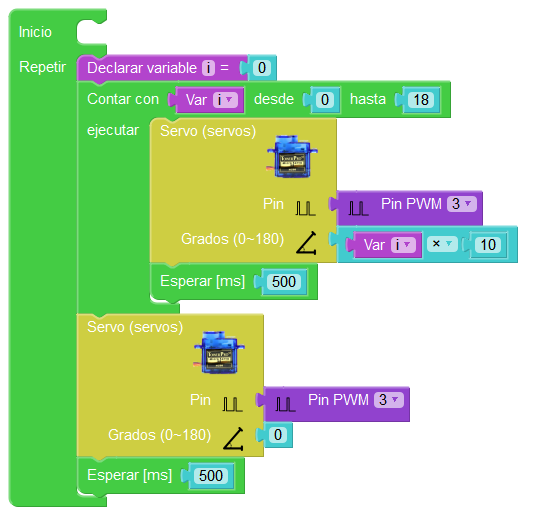 Inicio
Repetir Declarar variable i = 0
Contar con Var i desde 0 hasta 18
ejecutar Servo (servos)
Pin Pin PWM 3
Grados (0~180) Var i × 10
Esperar [ms] 500
Servo (servos)
Pin Pin PWM 3
Grados (0~180) 0
Esperar [ms] 500